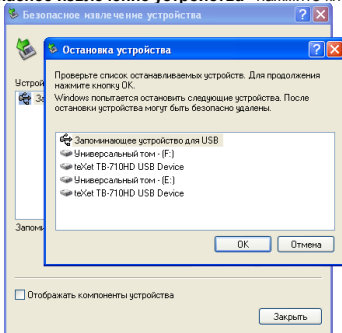 Безопасное извлечение устройства
Остановка устройства
Проверьте список останавливаемых устройств. Для продолжения
нажмите кнопку OK.
Windows попытается остановить следующие устройства. После
остановки устройства могут быть безопасно удалены.
Запоминающее устройство для USB
Универсальный том - (F:)
teXet TB-710HD USB Device
Универсальный том - (E:)
teXet TB-710HD USB Device
OK
Отмена
Отображать компоненты устройства
Закрыть